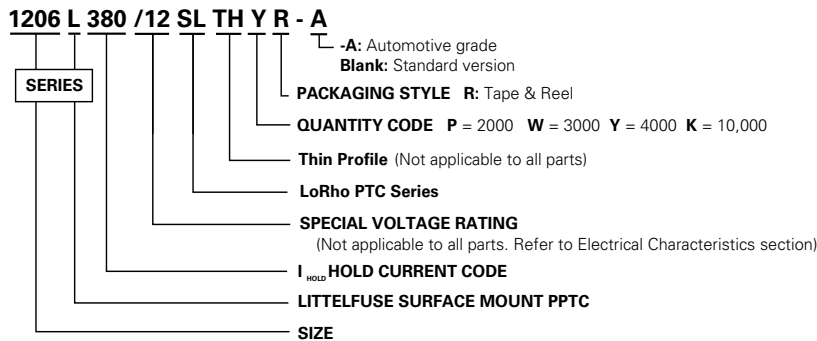 1206 L 380 /12 SL TH Y R - A
-A: Automotive grade
Blank: Standard version
SERIES
PACKAGING STYLE R: Tape & Reel
QUANTITY CODE P = 2000 W = 3000 Y = 4000 K = 10,000
Thin Profile (Not applicable to all parts)
LoRho PTC Series
SPECIAL VOLTAGE RATING
(Not applicable to all parts. Refer to Electrical Characteristics section)
I HOLD HOLD CURRENT CODE
LITTELFUSE SURFACE MOUNT PPTC
SIZE